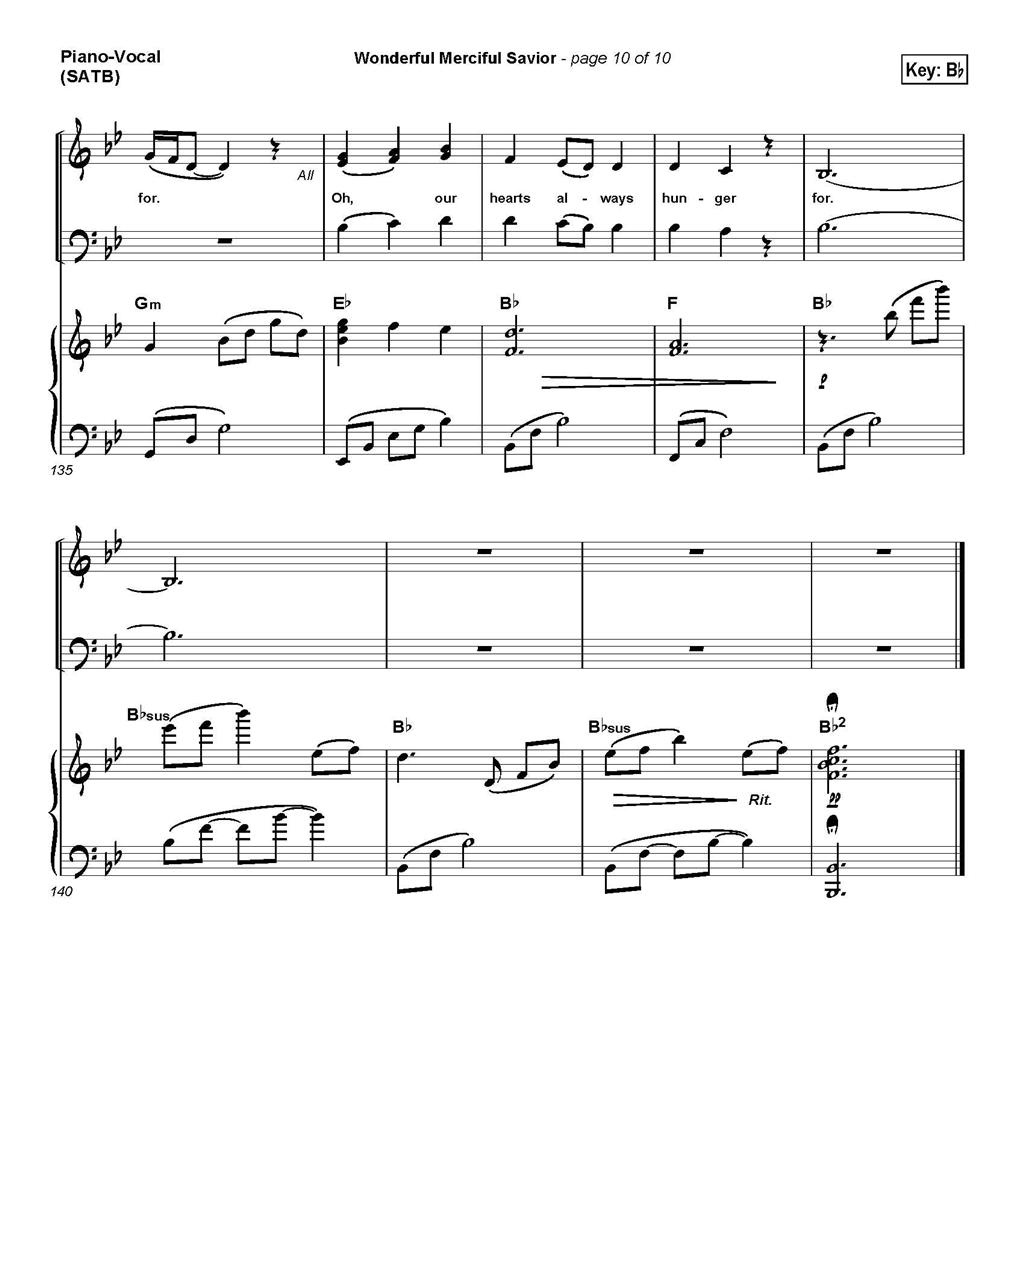 Piano-Vocal
(SATB)
Wonderful Merciful Savior - page 10 of 10
Key: B♭
All
for. Oh, our hearts al - ways hun - ger for.
Gm E♭ B♭ F B♭
p
135
B♭sus B♭ B♭sus B♭2
Rit. pp
140